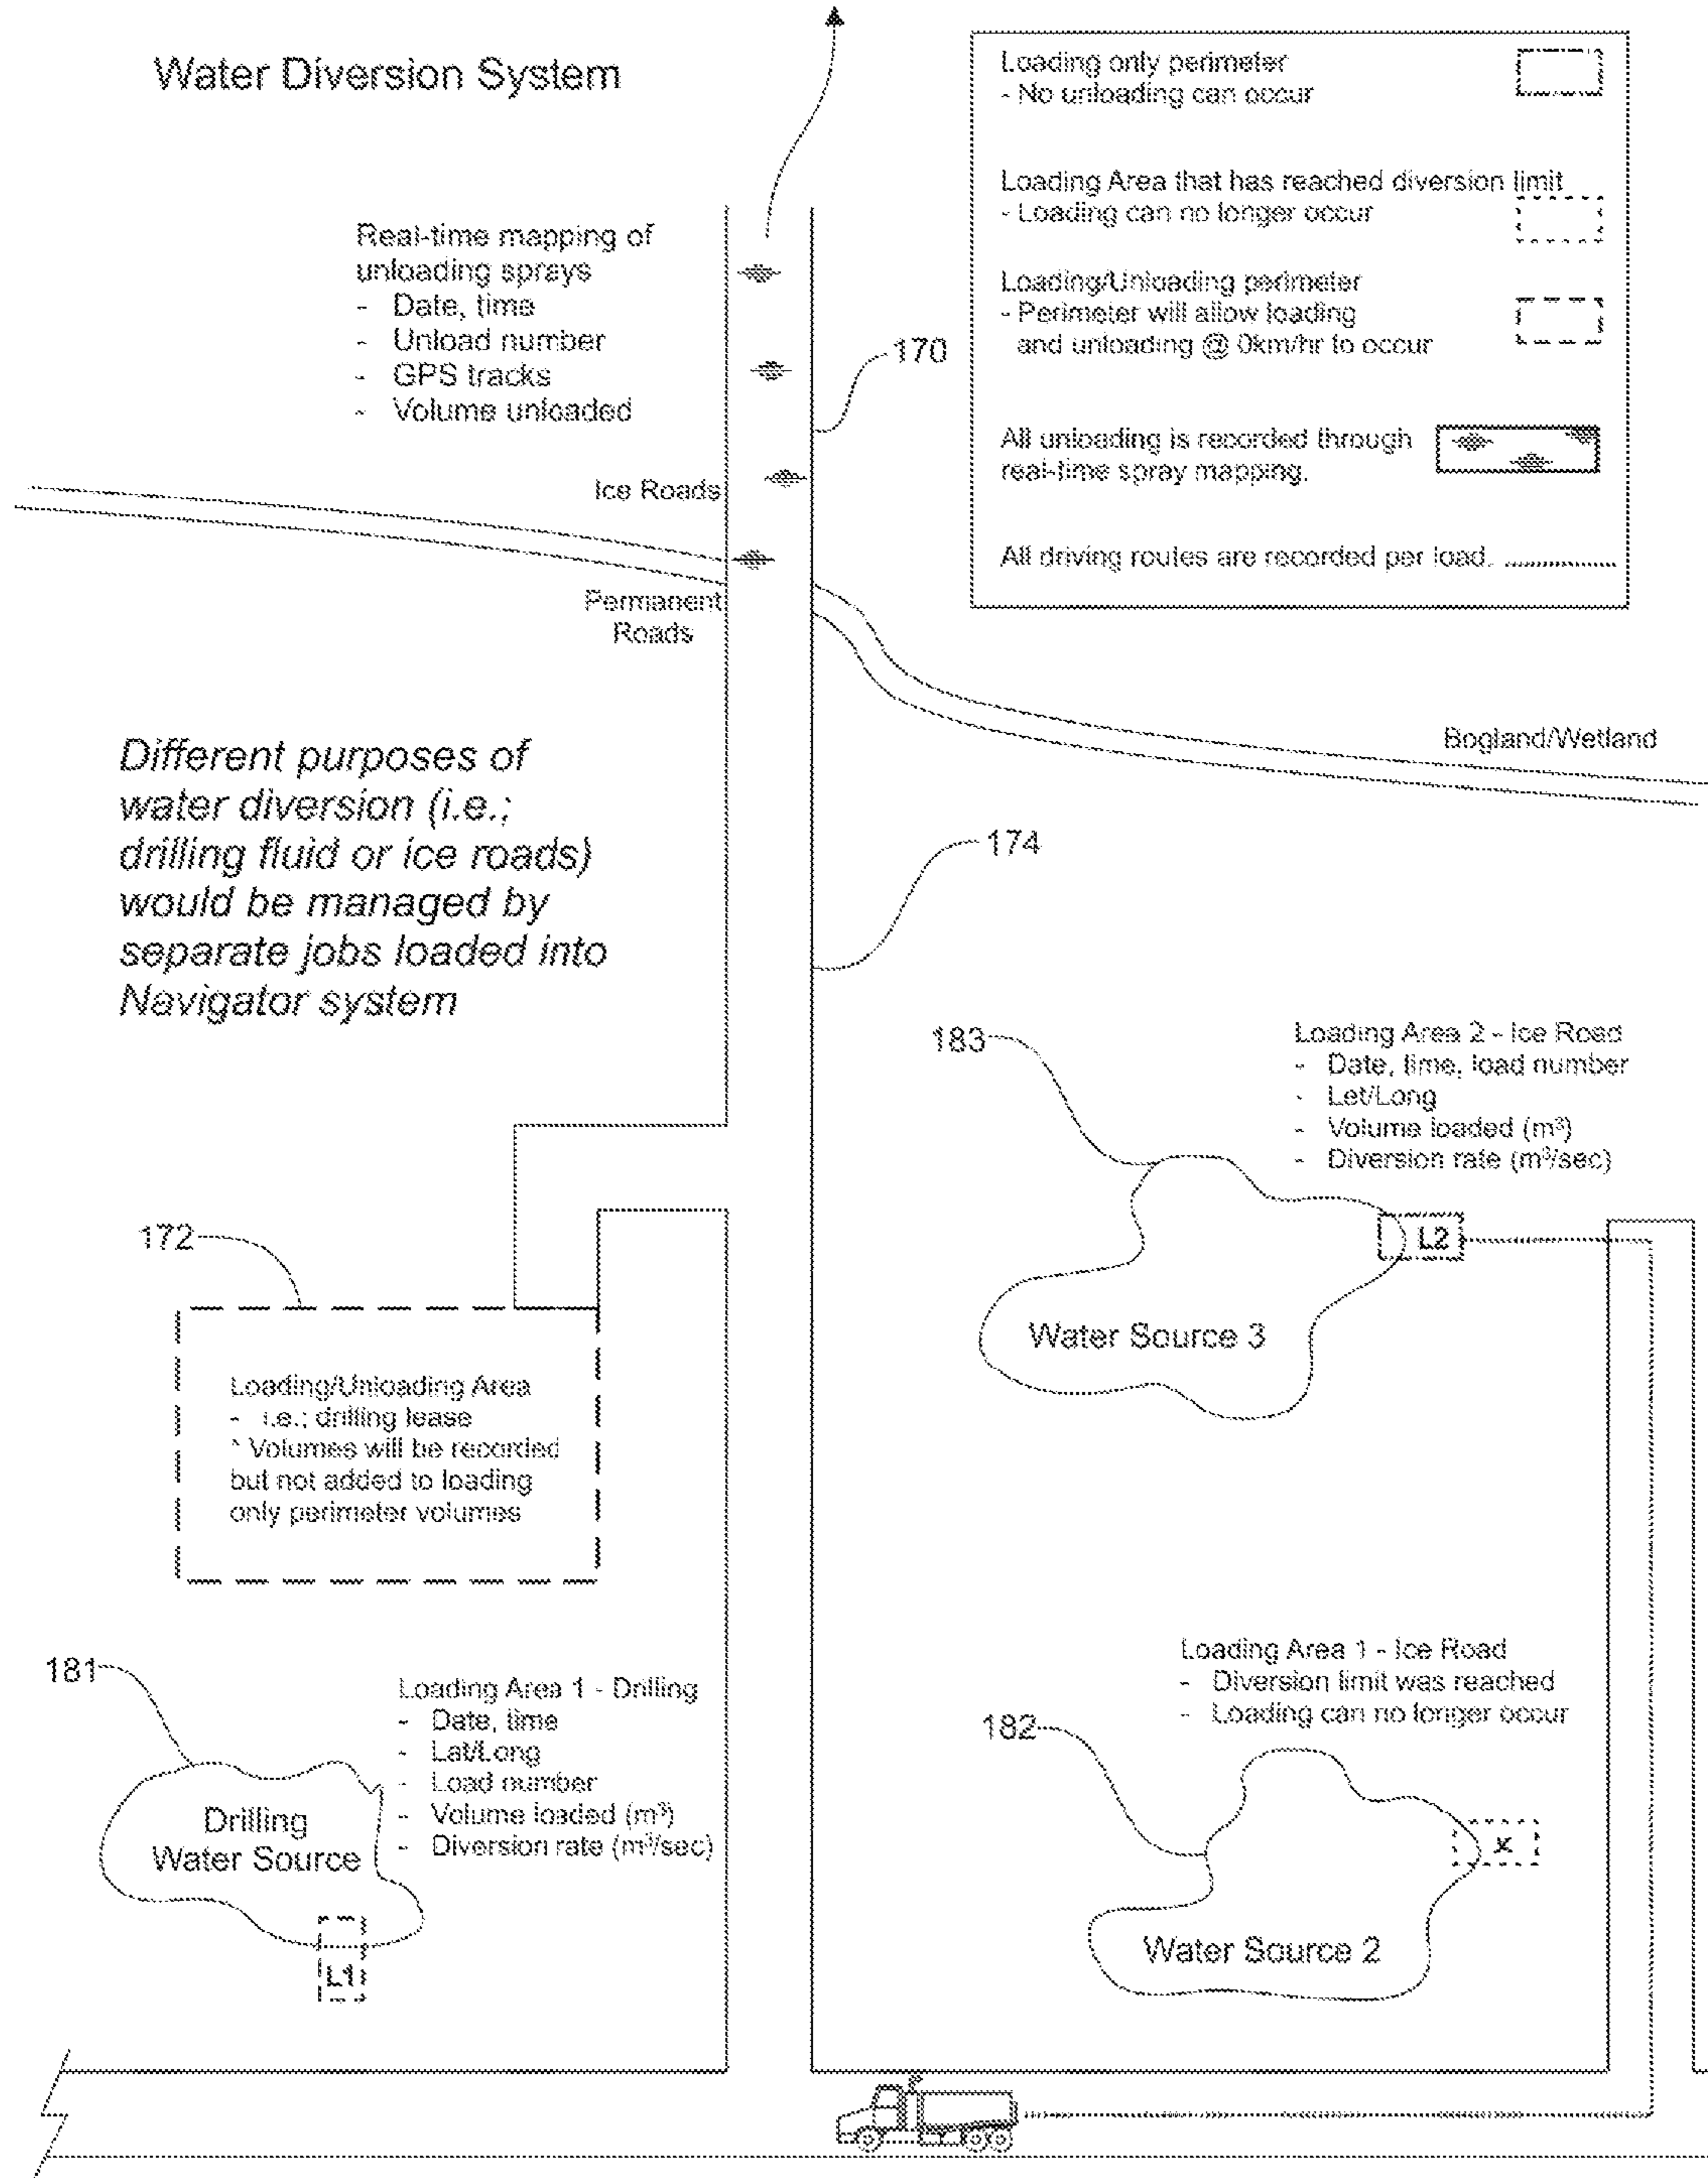 Water Diversion System
Loading only perimeter
- No unloading can occur
Loading Area that has reached diversion limit
- Loading can no longer occur
Loading/Unloading perimeter
- Perimeter will allow loading
and unloading @ 0km/hr to occur
All unloading is recorded through
real-time spray mapping.
All driving routes are recorded per load.
Real-time mapping of
unloading sprays
- Date, time
- Unload number
- GPS tracks
- Volume unloaded
170
Ice Roads
Permanent
Roads
Bogland/Wetland
Different purposes of
water diversion (i.e.;
drilling fluid or ice roads)
would be managed by
separate jobs loaded into
Navigator system
174
183
Loading Area 2 - Ice Road
- Date, time, load number
- Let/Long
- Volume loaded (m³)
- Diversion rate (m³/sec)
L2
Water Source 3
172
Loading/Unloading Area
- i.e.; drilling lease
* Volumes will be recorded
but not added to loading
only perimeter volumes
181
Loading Area 1 - Drilling
- Date, time
- Lat/Long
- Load number
- Volume loaded (m³)
- Diversion rate (m³/sec)
Drilling
Water Source
L1
Loading Area 1 - Ice Road
- Diversion limit was reached
- Loading can no longer occur
182
X
Water Source 2